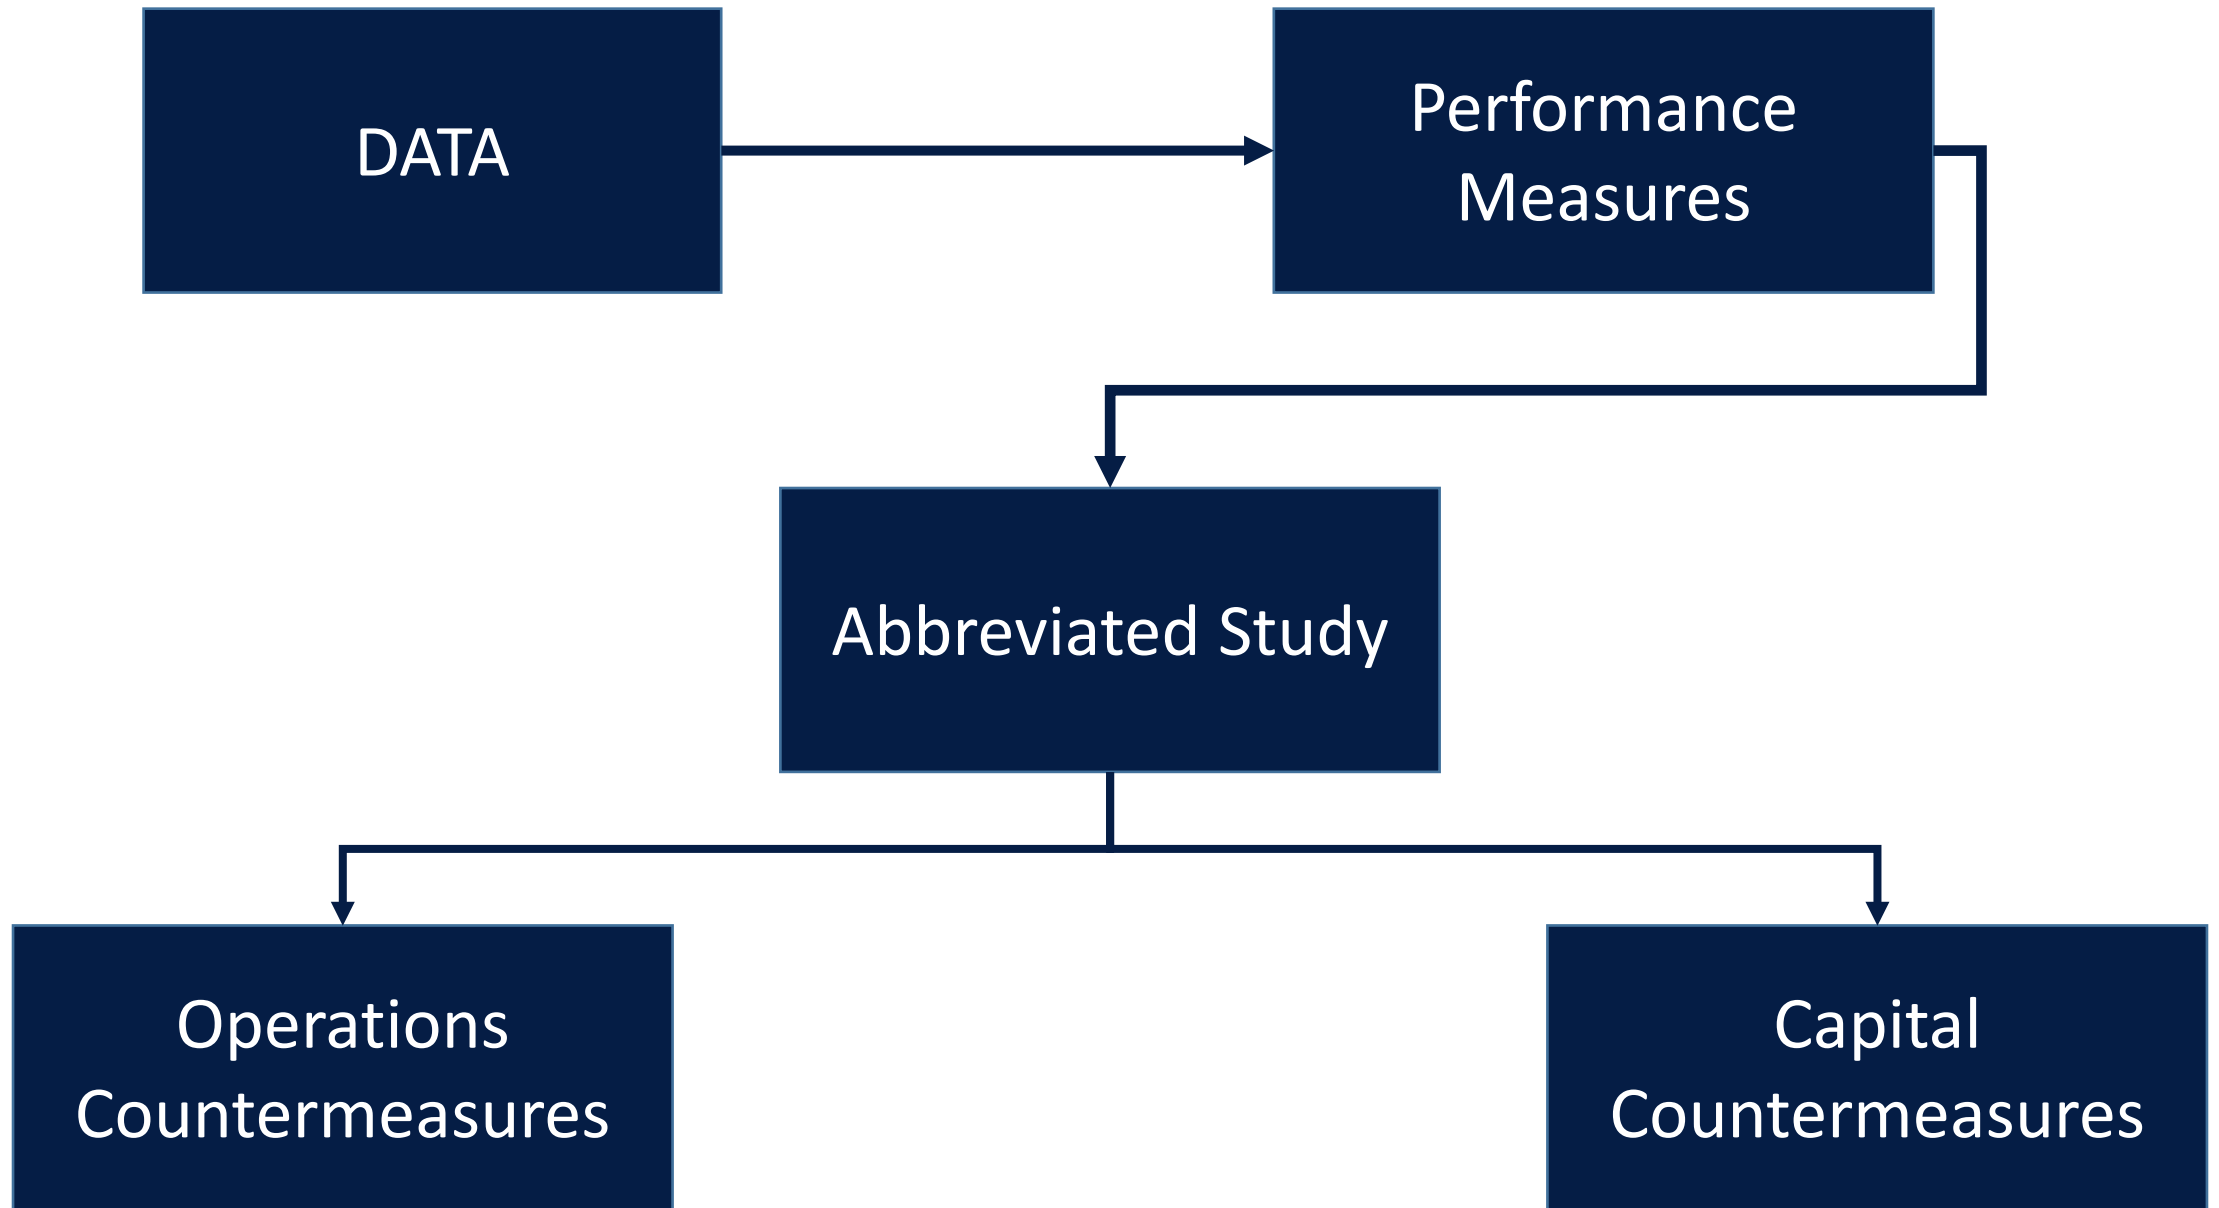 DATA
Performance
Measures
Abbreviated Study
Operations
Countermeasures
Capital
Countermeasures